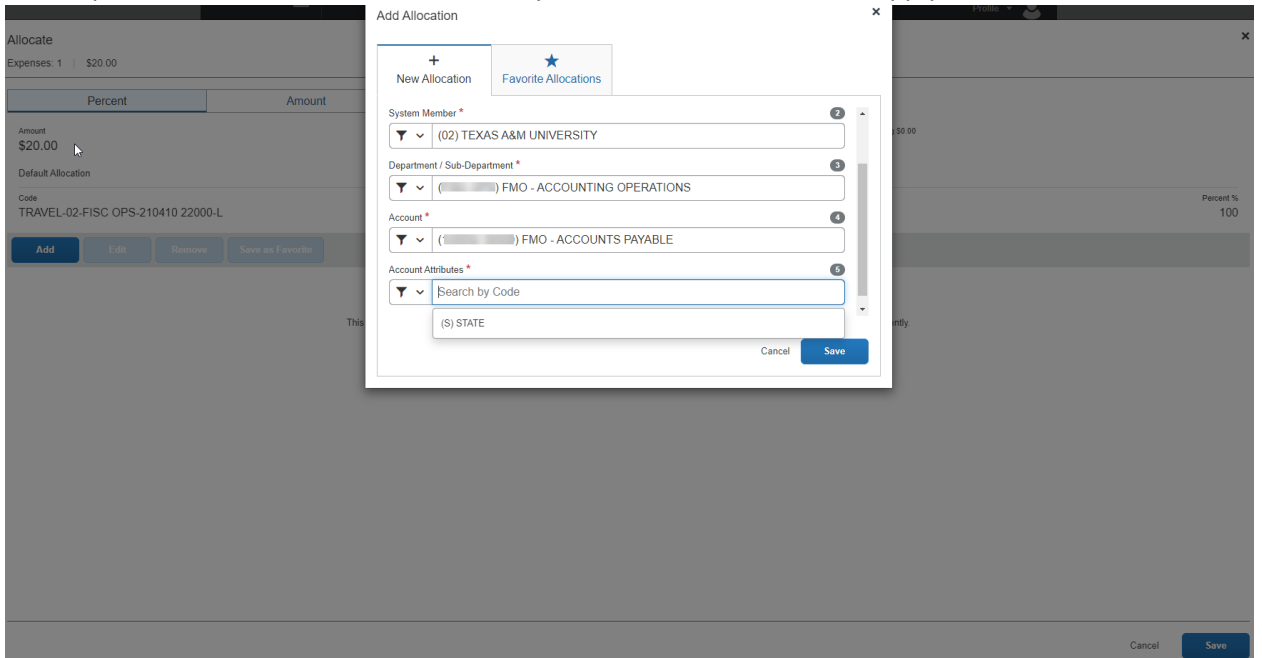 Add Allocation ×
Profile
Allocate ×
Expenses: 1 | $20.00
+ New Allocation
★ Favorite Allocations
Percent Amount
System Member * 2
(02) TEXAS A&M UNIVERSITY
Amount
$20.00
$0.00
Default Allocation
Department / Sub-Department * 3
( ) FMO - ACCOUNTING OPERATIONS
Code Percent %
TRAVEL-02-FISC OPS-210410 22000-L 100
Account * 4
( ) FMO - ACCOUNTS PAYABLE
Add Edit Remove Save as Favorite
Account Attributes * 5
Search by Code
(S) STATE
This
ntly.
Cancel Save
Cancel Save